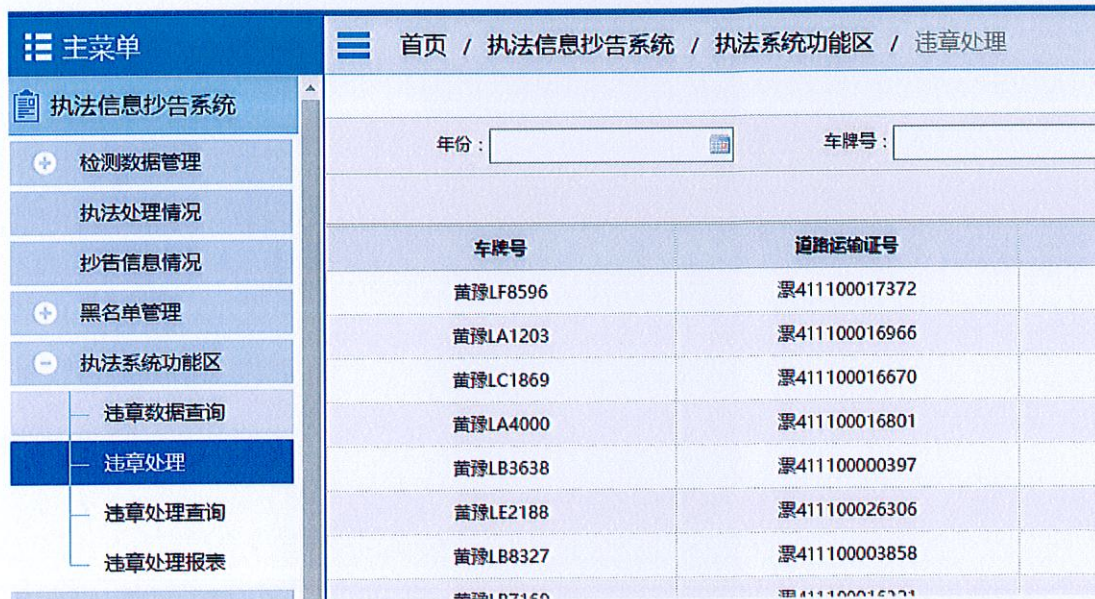 主菜单
首页 / 执法信息抄告系统 / 执法系统功能区 / 违章处理
执法信息抄告系统
检测数据管理
执法处理情况
抄告信息情况
黑名单管理
执法系统功能区
违章数据查询
违章处理
违章处理查询
违章处理报表
年份：
车牌号：
车牌号 道路运输证号
黄豫LF8596 漯411100017372
黄豫LA1203 漯411100016966
黄豫LC1869 漯411100016670
黄豫LA4000 漯411100016801
黄豫LB3638 漯411100000397
黄豫LE2188 漯411100026306
黄豫LB8327 漯411100003858